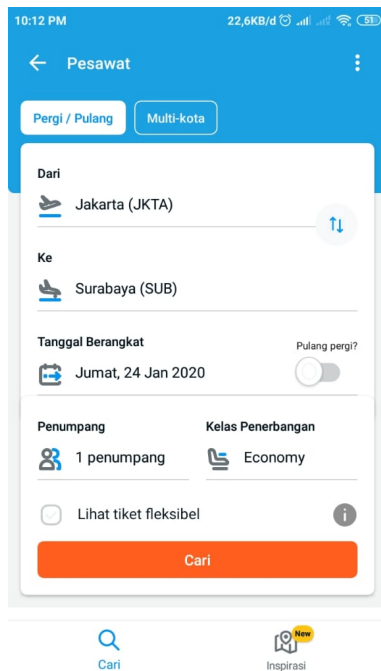 10:12 PM 22,6KB/d 51
Pesawat
Pergi / Pulang Multi-kota
Dari
Jakarta (JKTA)
Ke
Surabaya (SUB)
Tanggal Berangkat Pulang pergi?
Jumat, 24 Jan 2020
Penumpang Kelas Penerbangan
1 penumpang Economy
Lihat tiket fleksibel
Cari
New
Cari Inspirasi